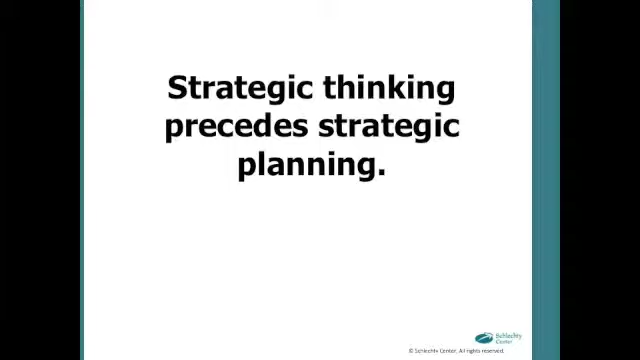 Strategic thinking
precedes strategic
planning.
Schlechty
Center
© Schlechty Center. All rights reserved.